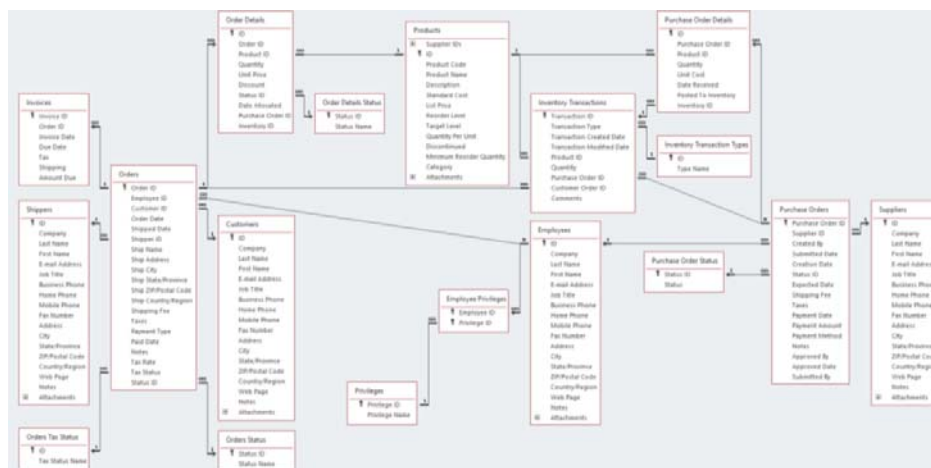 Order Details
ID
Order ID
Product ID
Quantity
Unit Price
Discount
Status ID
Date Allocated
Purchase Order ID
Inventory ID
Products
Supplier IDs
ID
Product Code
Product Name
Description
Standard Cost
List Price
Reorder Level
Target Level
Quantity Per Unit
Discontinued
Minimum Reorder Quantity
Category
Attachments
Purchase Order Details
ID
Purchase Order ID
Product ID
Quantity
Unit Cost
Date Received
Posted To Inventory
Inventory ID
Invoices
Invoice ID
Order ID
Invoice Date
Due Date
Tax
Shipping
Amount Due
Order Details Status
Status ID
Status Name
Inventory Transactions
Transaction ID
Transaction Type
Transaction Created Date
Transaction Modified Date
Product ID
Quantity
Purchase Order ID
Customer Order ID
Comments
Inventory Transaction Types
ID
Type Name
Orders
Order ID
Employee ID
Customer ID
Order Date
Shipped Date
Shipper ID
Ship Name
Ship Address
Ship City
Ship State/Province
Ship ZIP/Postal Code
Ship Country/Region
Shipping Fee
Taxes
Payment Type
Paid Date
Notes
Tax Rate
Tax Status
Status ID
Shippers
ID
Company
Last Name
First Name
E-mail Address
Job Title
Business Phone
Home Phone
Mobile Phone
Fax Number
Address
City
State/Province
ZIP/Postal Code
Country/Region
Web Page
Notes
Attachments
Customers
ID
Company
Last Name
First Name
E-mail Address
Job Title
Business Phone
Home Phone
Mobile Phone
Fax Number
Address
City
State/Province
ZIP/Postal Code
Country/Region
Web Page
Notes
Attachments
Employees
ID
Company
Last Name
First Name
E-mail Address
Job Title
Business Phone
Home Phone
Mobile Phone
Fax Number
Address
City
State/Province
ZIP/Postal Code
Country/Region
Web Page
Notes
Attachments
Purchase Order Status
Status ID
Status
Purchase Orders
Purchase Order ID
Supplier ID
Created By
Submitted Date
Creation Date
Status ID
Expected Date
Shipping Fee
Taxes
Payment Date
Payment Amount
Payment Method
Notes
Approved By
Approved Date
Submitted By
Suppliers
ID
Company
Last Name
First Name
E-mail Address
Job Title
Business Phone
Home Phone
Mobile Phone
Fax Number
Address
City
State/Province
ZIP/Postal Co
Country/Region
Web Page
Notes
Attachments
Employee Privileges
Employee ID
Privilege ID
Privileges
Privilege ID
Privilege Name
Orders Tax Status
ID
Tax Status Name
Orders Status
Status ID
Status Name